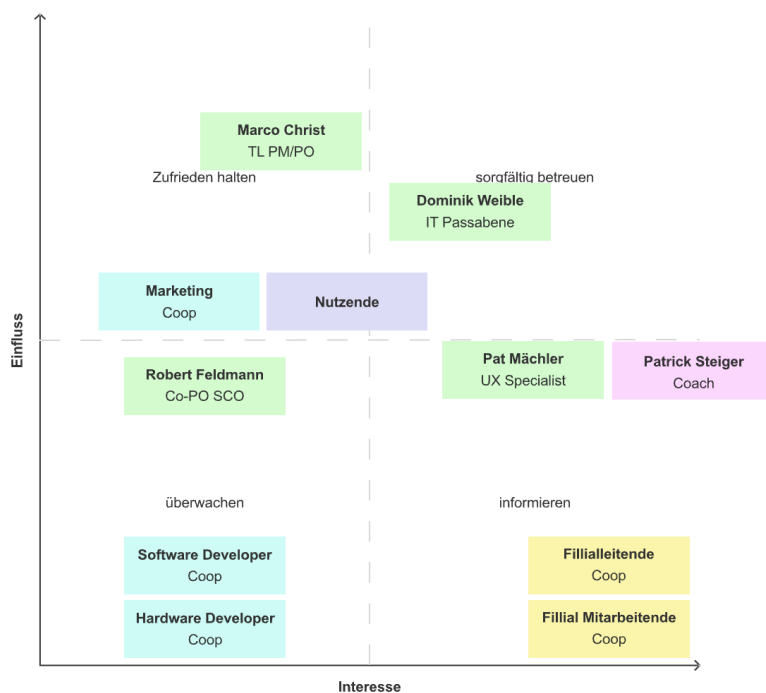 Marco Christ
TL PM/PO
Zufrieden halten
sorgfältig betreuen
Dominik Weible
IT Passabene
Marketing
Coop
Nutzende
Einfluss
Robert Feldmann
Co-PO SCO
Pat Mächler
UX Specialist
Patrick Steiger
Coach
überwachen
informieren
Software Developer
Coop
Fillialleitende
Coop
Hardware Developer
Coop
Fillial Mitarbeitende
Coop
Interesse